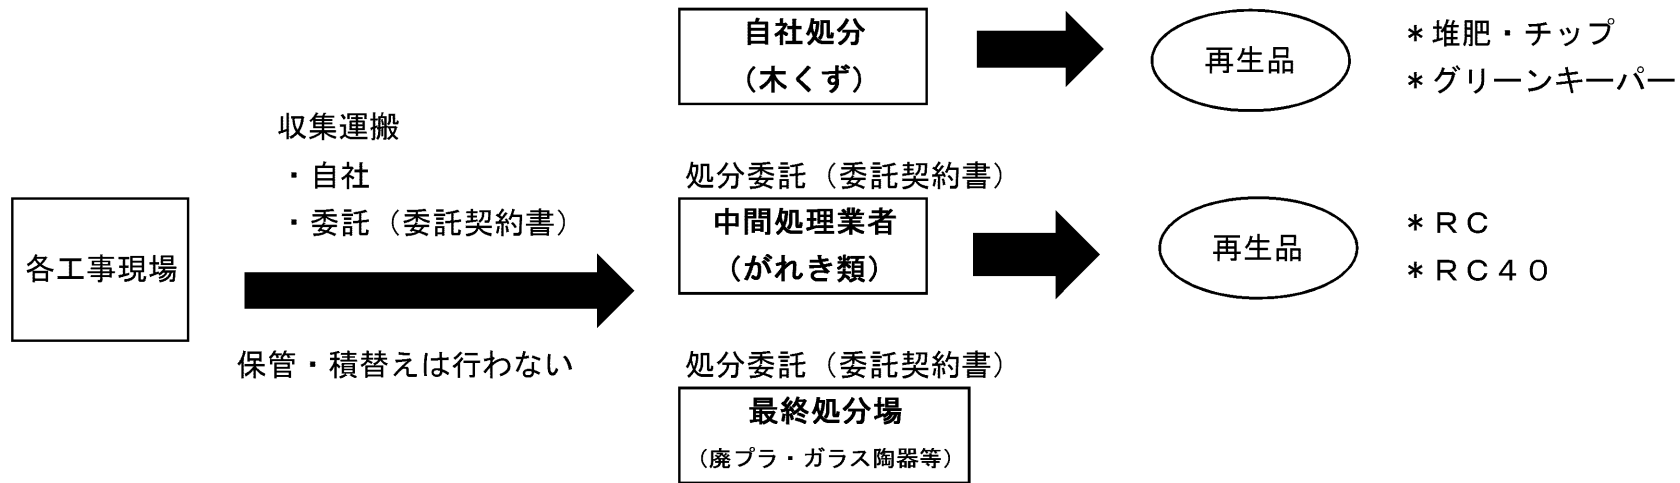 各工事現場
収集運搬
・自社
・委託（委託契約書）
保管・積替えは行わない
自社処分
（木くず）
再生品
＊堆肥・チップ
＊グリーンキーパー
処分委託（委託契約書）
中間処理業者
（がれき類）
再生品
＊ＲＣ
＊ＲＣ４０
処分委託（委託契約書）
最終処分場
（廃プラ・ガラス陶器等）